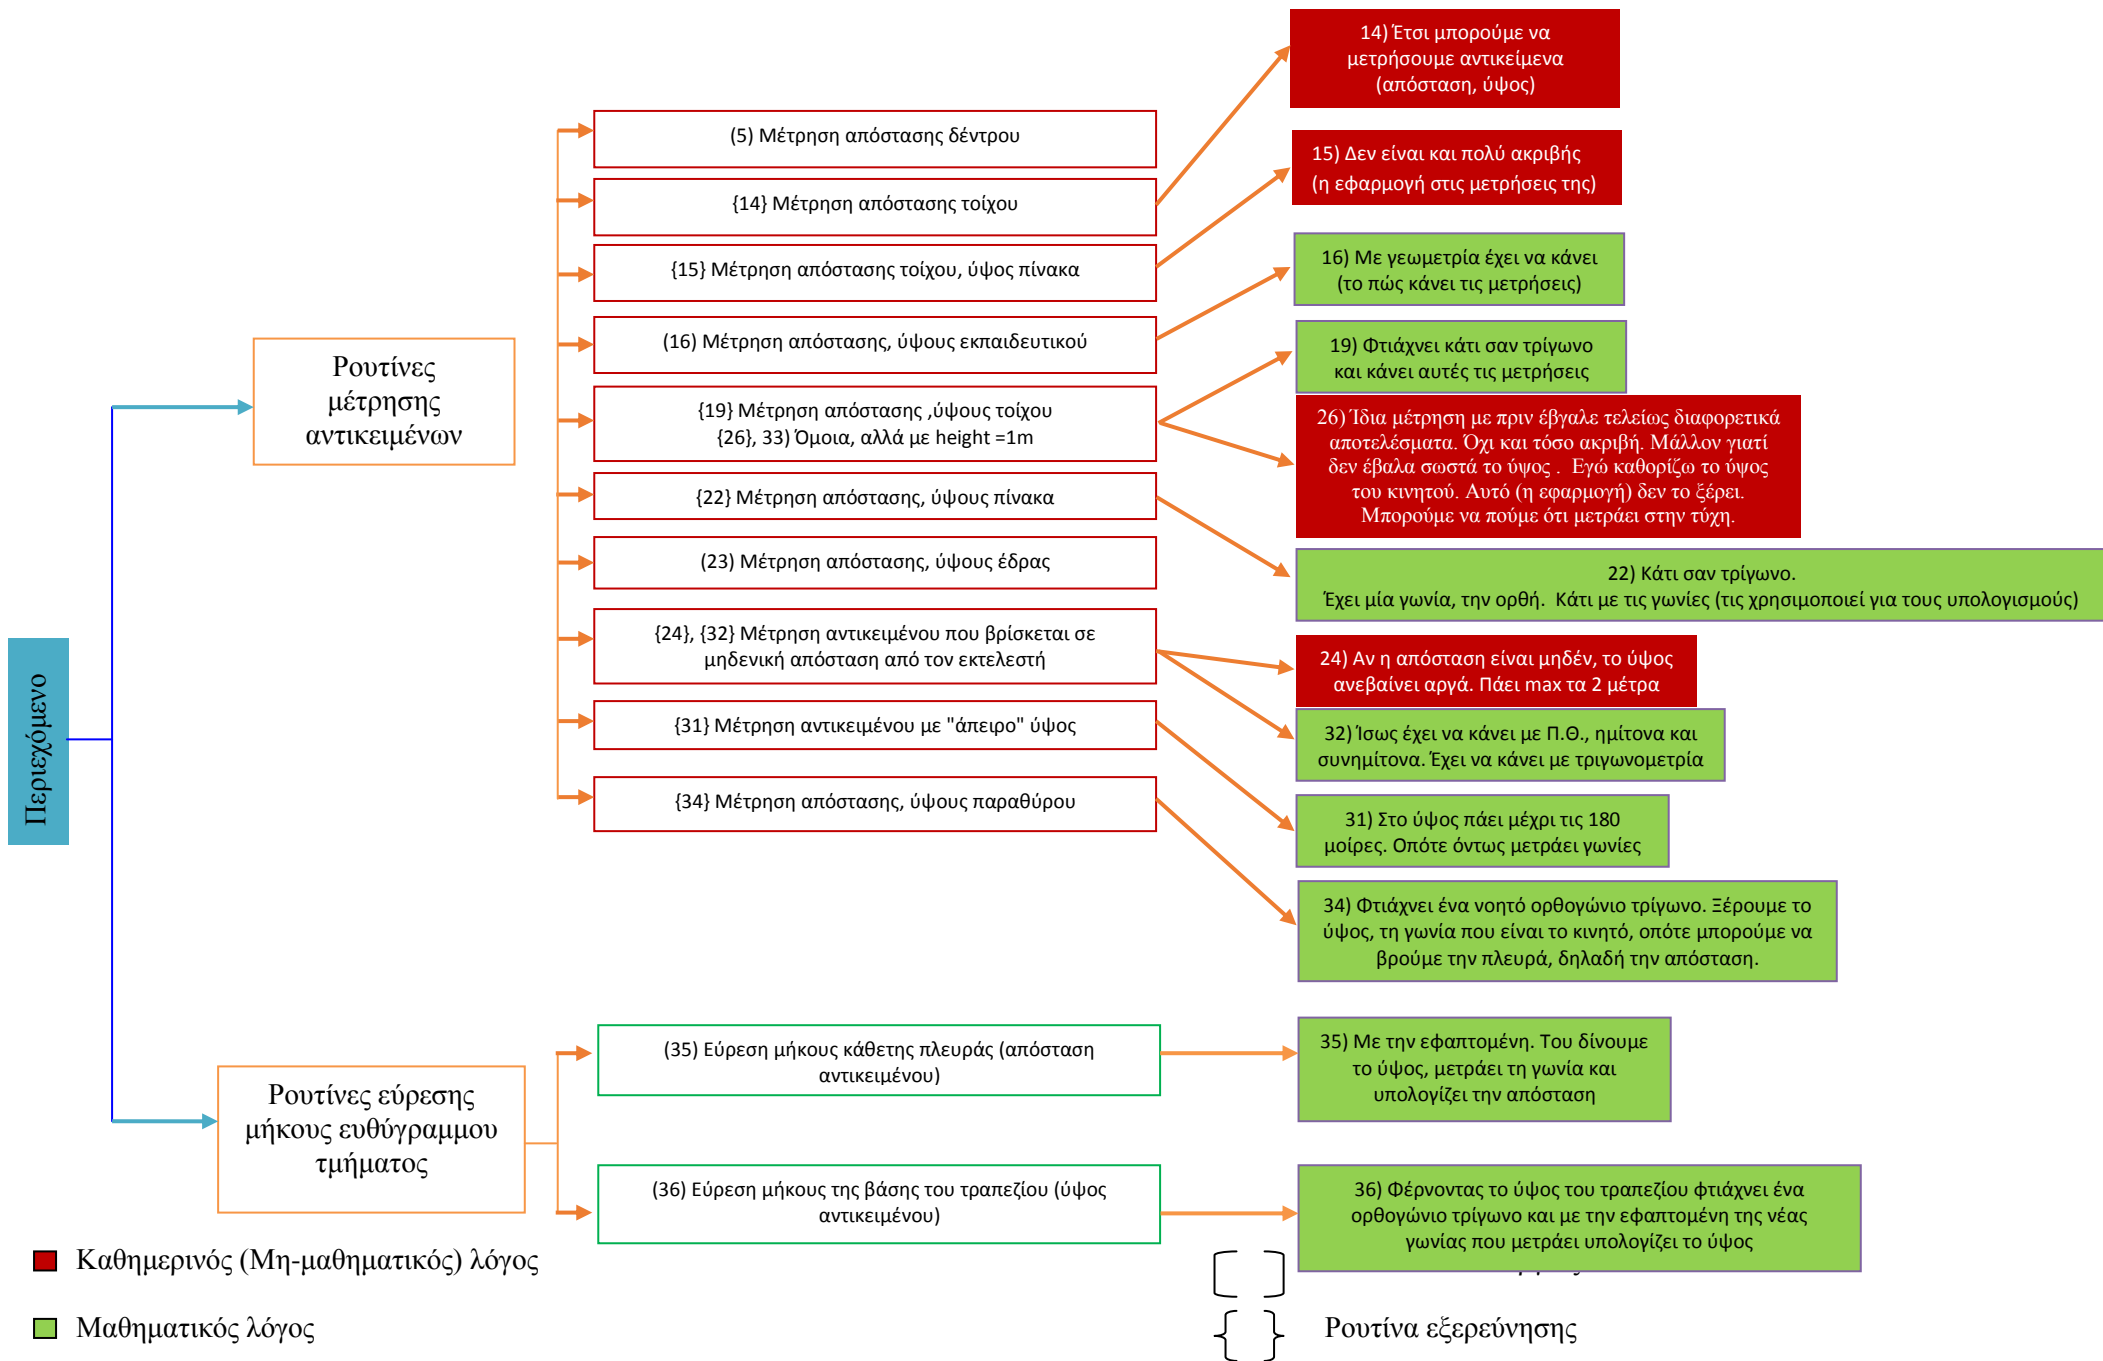 Περιεχόμενο
Ρουτίνες
μέτρησης
αντικειμένων
(5) Μέτρηση απόστασης δέντρου
{14} Μέτρηση απόστασης τοίχου
{15} Μέτρηση απόστασης τοίχου, ύψος πίνακα
(16) Μέτρηση απόστασης, ύψους εκπαιδευτικού
{19} Μέτρηση απόστασης ,ύψους τοίχου
{26}, 33) Όμοια, αλλά με height =1m
{22} Μέτρηση απόστασης, ύψους πίνακα
(23) Μέτρηση απόστασης, ύψους έδρας
{24}, {32} Μέτρηση αντικειμένου που βρίσκεται σε
μηδενική απόσταση από τον εκτελεστή
{31} Μέτρηση αντικειμένου με "άπειρο" ύψος
{34} Μέτρηση απόστασης, ύψους παραθύρου
14) Έτσι μπορούμε να
μετρήσουμε αντικείμενα
(απόσταση, ύψος)
15) Δεν είναι και πολύ ακριβής
(η εφαρμογή στις μετρήσεις της)
16) Με γεωμετρία έχει να κάνει
(το πώς κάνει τις μετρήσεις)
19) Φτιάχνει κάτι σαν τρίγωνο
και κάνει αυτές τις μετρήσεις
26) Ίδια μέτρηση με πριν έβγαλε τελείως διαφορετικά
αποτελέσματα. Όχι και τόσο ακριβή. Μάλλον γιατί
δεν έβαλα σωστά το ύψος . Εγώ καθορίζω το ύψος
του κινητού. Αυτό (η εφαρμογή) δεν το ξέρει.
Μπορούμε να πούμε ότι μετράει στην τύχη.
22) Κάτι σαν τρίγωνο.
Έχει μία γωνία, την ορθή. Κάτι με τις γωνίες (τις χρησιμοποιεί για τους υπολογισμούς)
24) Αν η απόσταση είναι μηδέν, το ύψος
ανεβαίνει αργά. Πάει max τα 2 μέτρα
32) Ίσως έχει να κάνει με Π.Θ., ημίτονα και
συνημίτονα. Έχει να κάνει με τριγωνομετρία
31) Στο ύψος πάει μέχρι τις 180
μοίρες. Οπότε όντως μετράει γωνίες
34) Φτιάχνει ένα νοητό ορθογώνιο τρίγωνο. Ξέρουμε το
ύψος, τη γωνία που είναι το κινητό, οπότε μπορούμε να
βρούμε την πλευρά, δηλαδή την απόσταση.
Ρουτίνες εύρεσης
μήκους ευθύγραμμου
τμήματος
(35) Εύρεση μήκους κάθετης πλευράς (απόσταση
αντικειμένου)
(36) Εύρεση μήκους της βάσης του τραπεζίου (ύψος
αντικειμένου)
35) Με την εφαπτομένη. Του δίνουμε
το ύψος, μετράει τη γωνία και
υπολογίζει την απόσταση
36) Φέρνοντας το ύψος του τραπεζίου φτιάχνει ένα
ορθογώνιο τρίγωνο και με την εφαπτομένη της νέας
γωνίας που μετράει υπολογίζει το ύψος
Καθημερινός (Μη-μαθηματικός) λόγος
Μαθηματικός λόγος
{ } Ρουτίνα εξερεύνησης